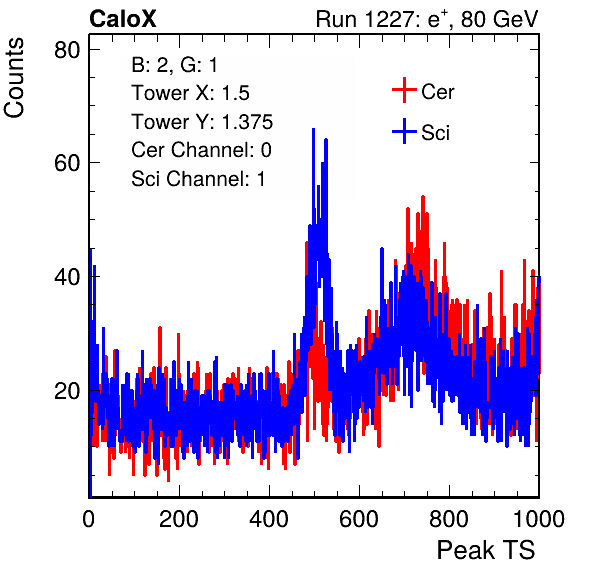 CaloX Run 1227: e⁺, 80 GeV
Counts
80
60
40
20
B: 2, G: 1
Tower X: 1.5
Tower Y: 1.375
Cer Channel: 0
Sci Channel: 1
Cer
Sci
0 200 400 600 800 1000
Peak TS